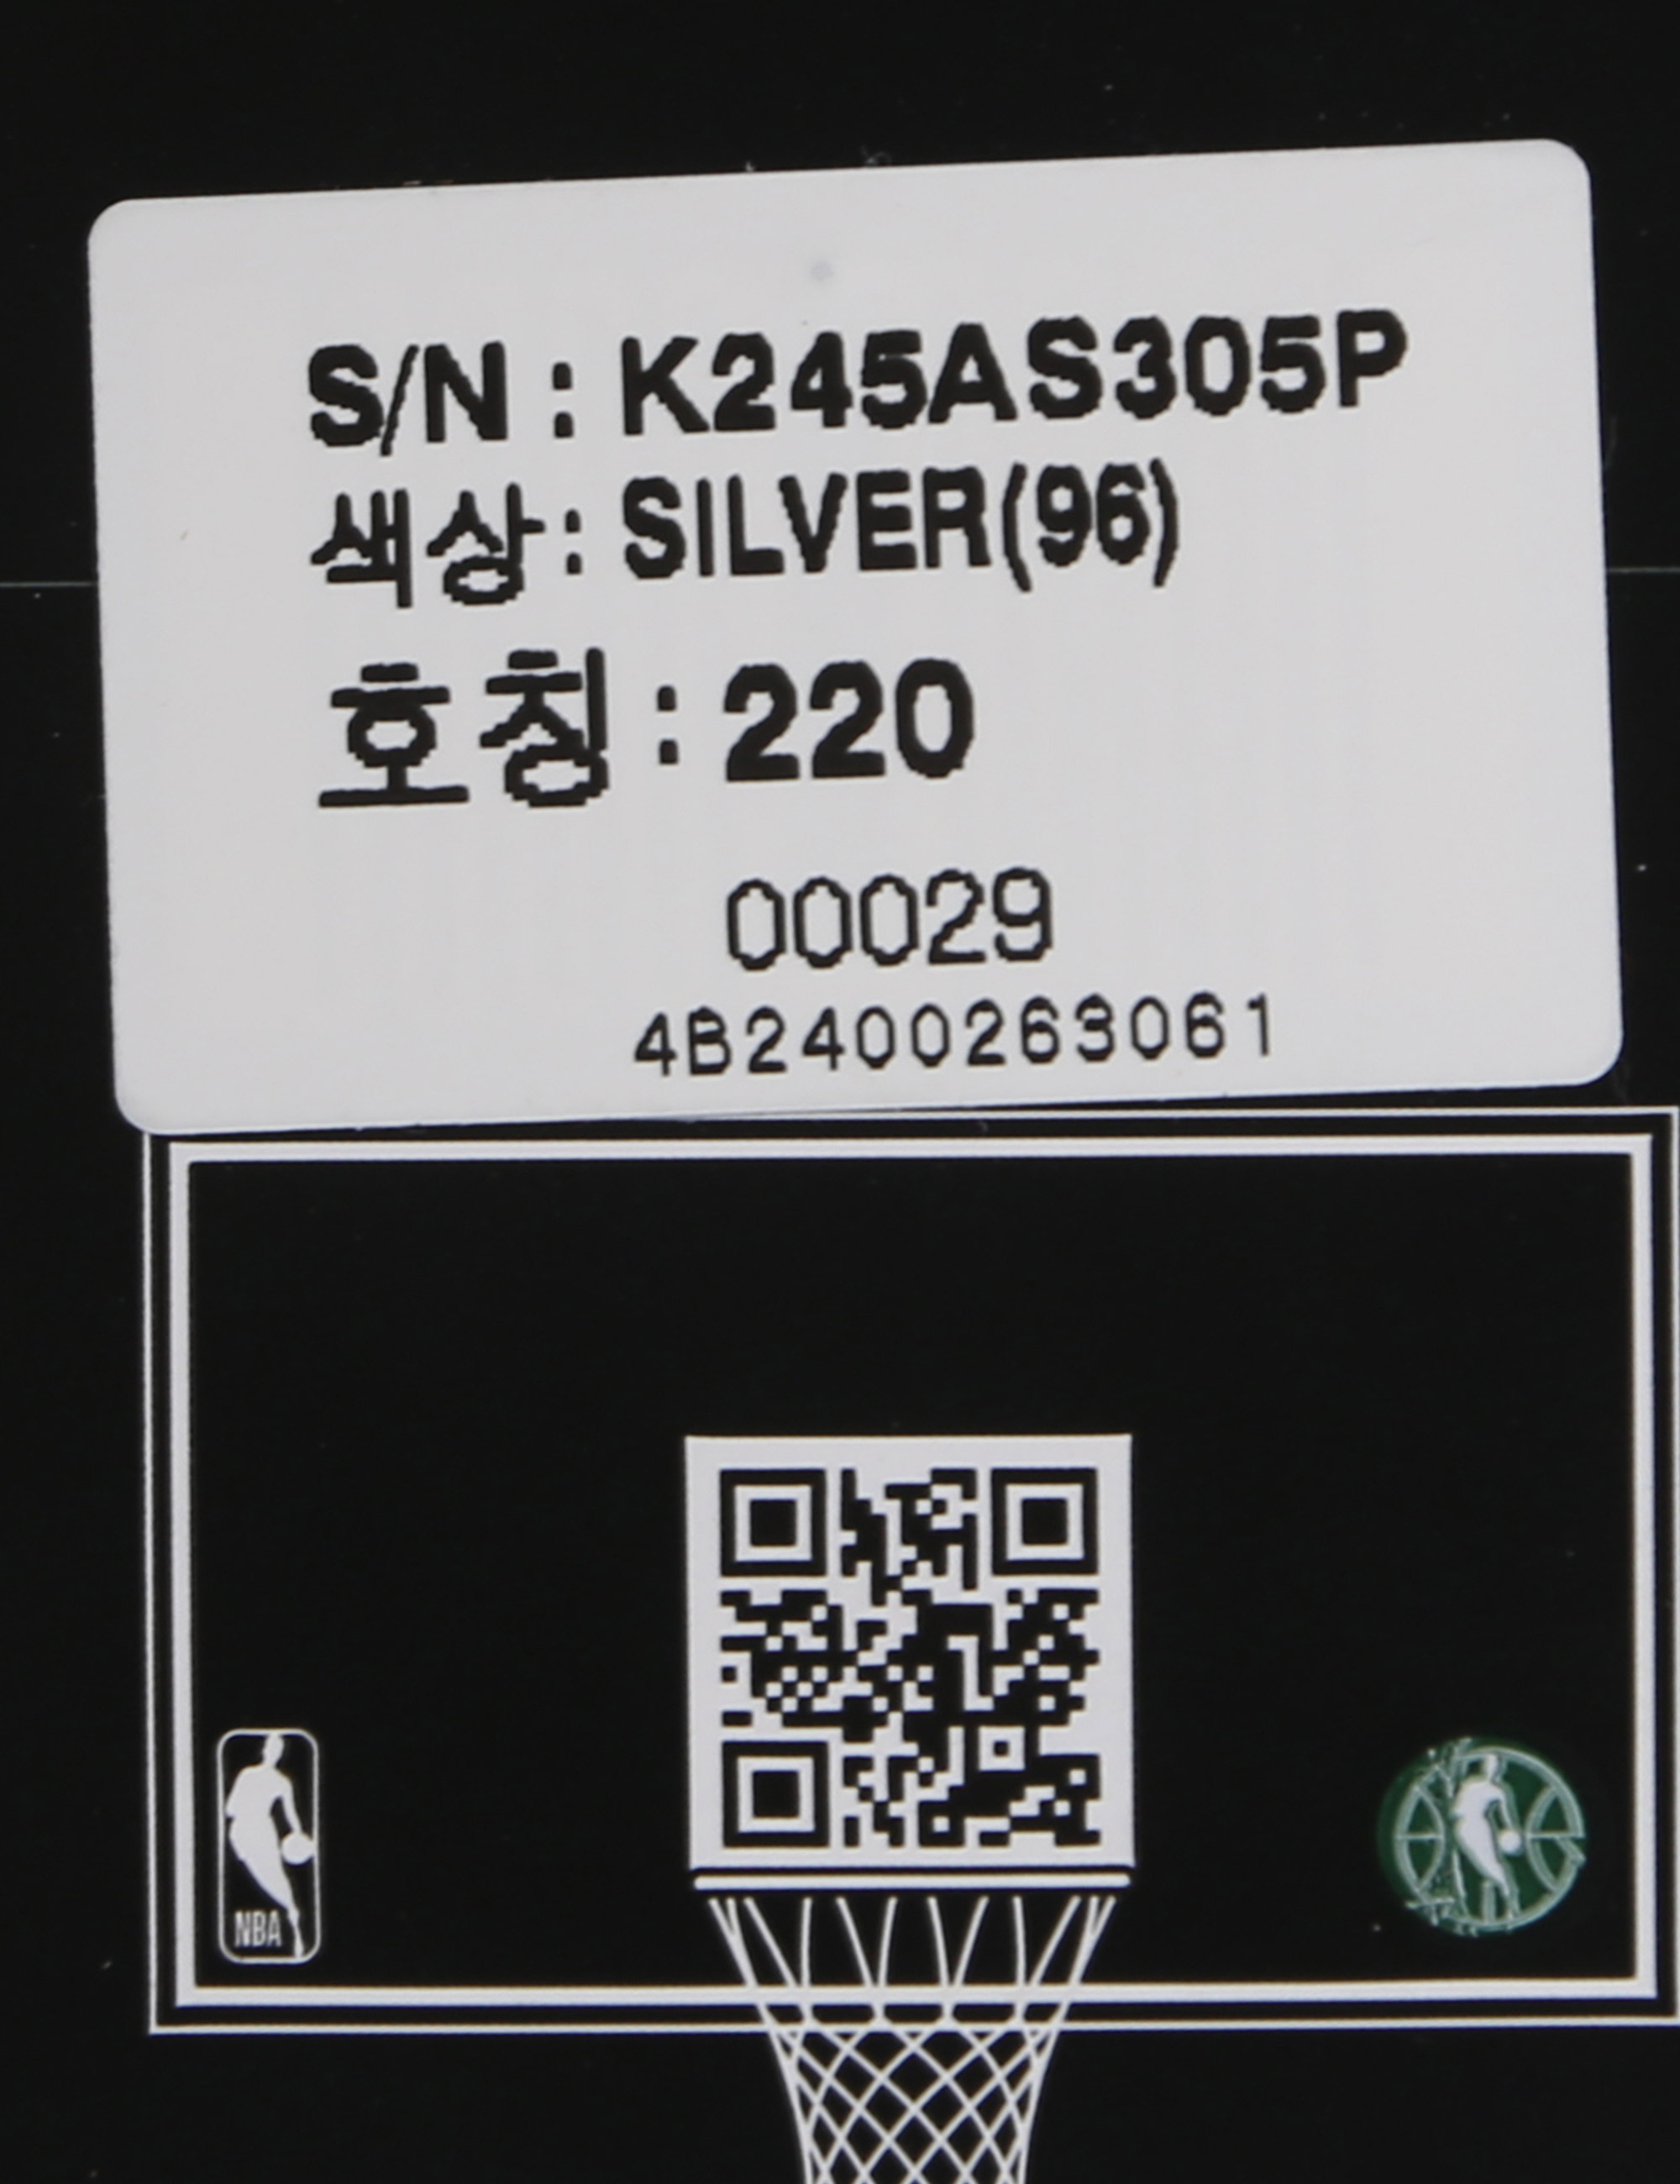 S/N : K245AS305P
색상 : SILVER(96)
호칭 : 220
00029
4B2400263061
NBA